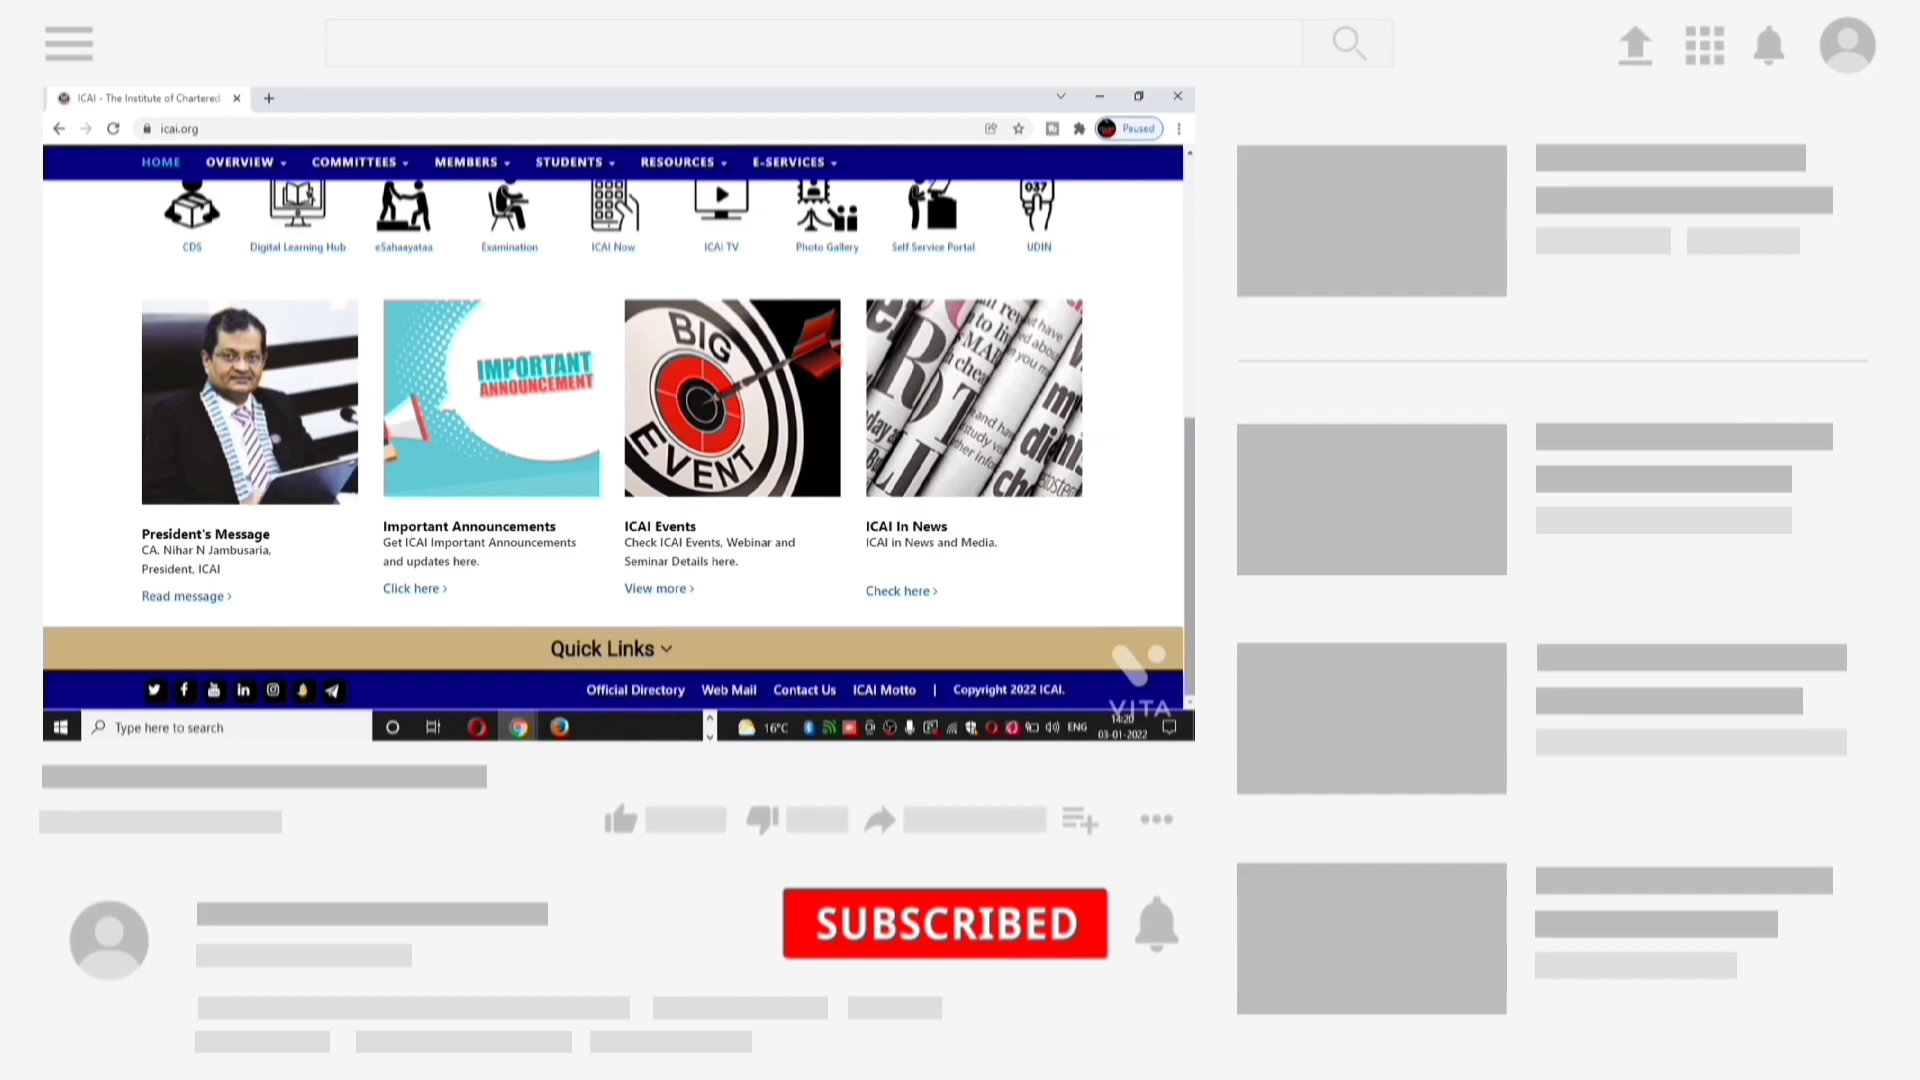 ICAI - The Institute of Chartered
icai.org
Paused
HOME OVERVIEW COMMITTEES MEMBERS STUDENTS RESOURCES E-SERVICES
037
CDS Digital Learning Hub eSahaayataa Examination ICAI Now ICAI TV Photo Gallery Self Service Portal UDIN
IMPORTANT
ANNOUNCEMENT
BIG
EVENT
President's Message
CA. Nihar N Jambusaria,
President, ICAI
Read message >
Important Announcements
Get ICAI Important Announcements
and updates here.
Click here >
ICAI Events
Check ICAI Events, Webinar and
Seminar Details here.
View more >
ICAI In News
ICAI in News and Media.
Check here >
Quick Links
Official Directory Web Mail Contact Us ICAI Motto | Copyright 2022 ICAI.
VITA
Type here to search
16°C
ENG
14:20
03-01-2022
SUBSCRIBED